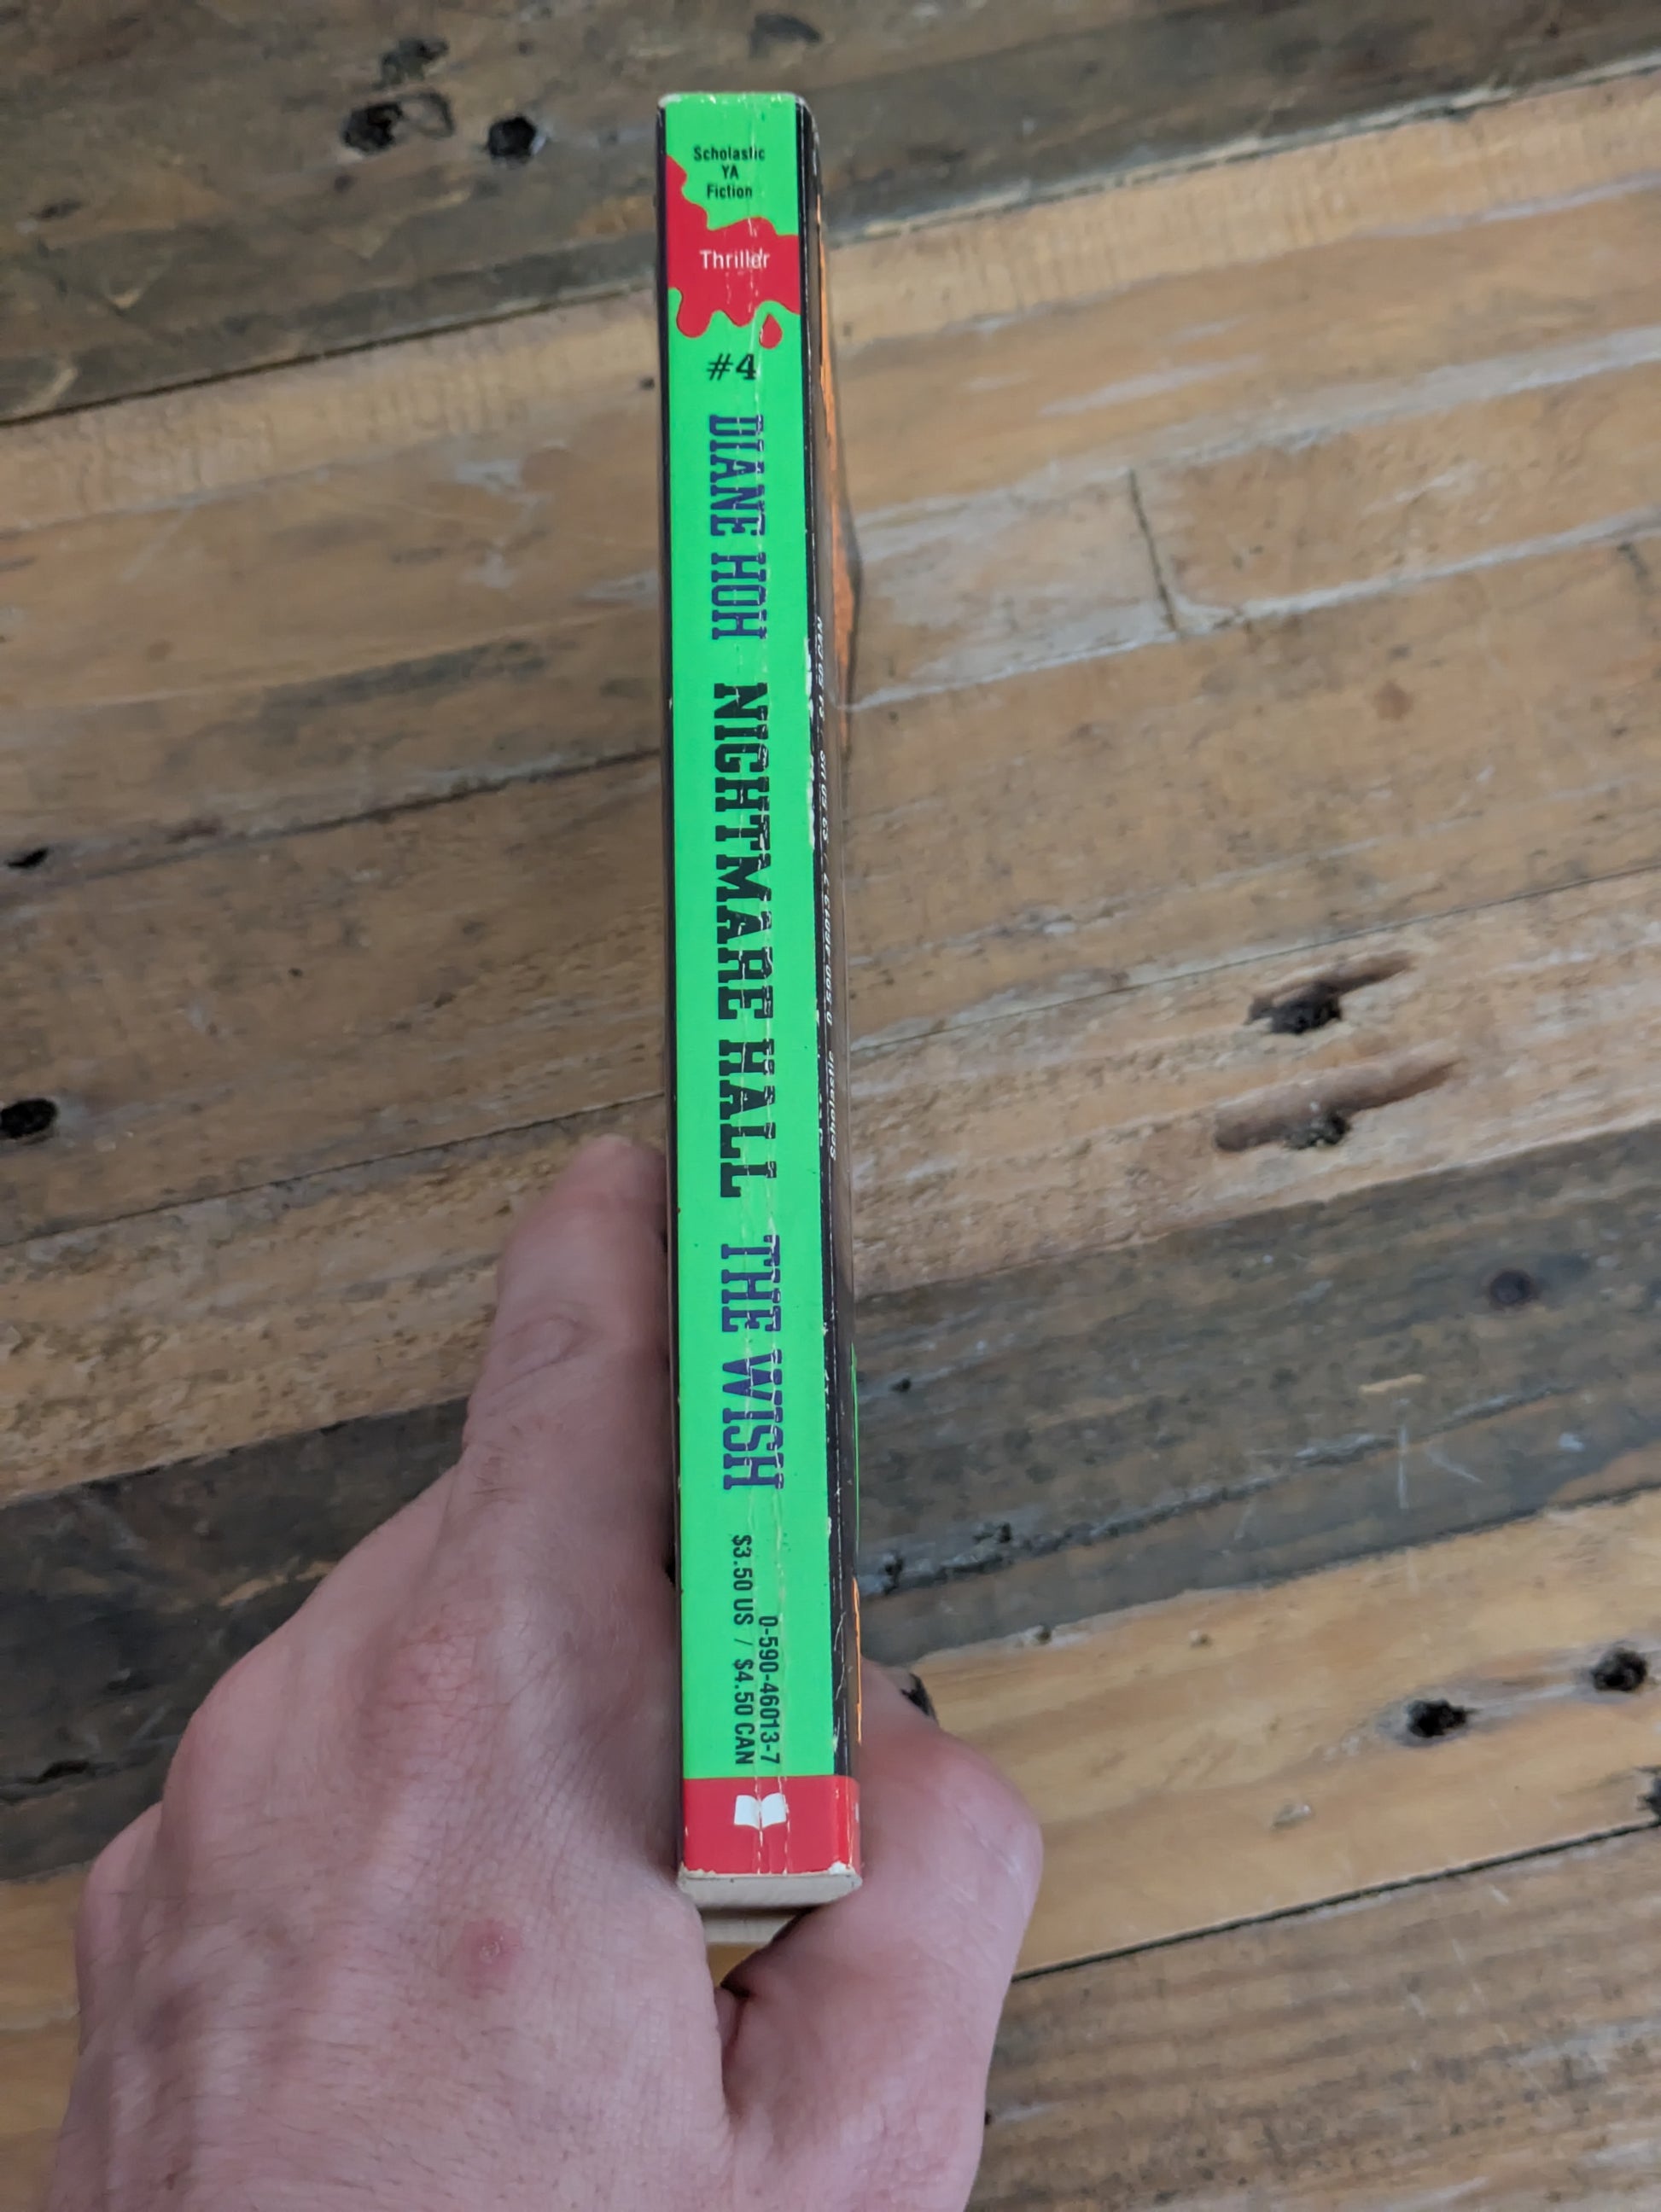 Scholastic
YA
Fiction
Thriller
#4
DIANE HOH NIGHTMARE HALL THE WISH
0-590-46013-7
$3.50 US / $4.50 CAN